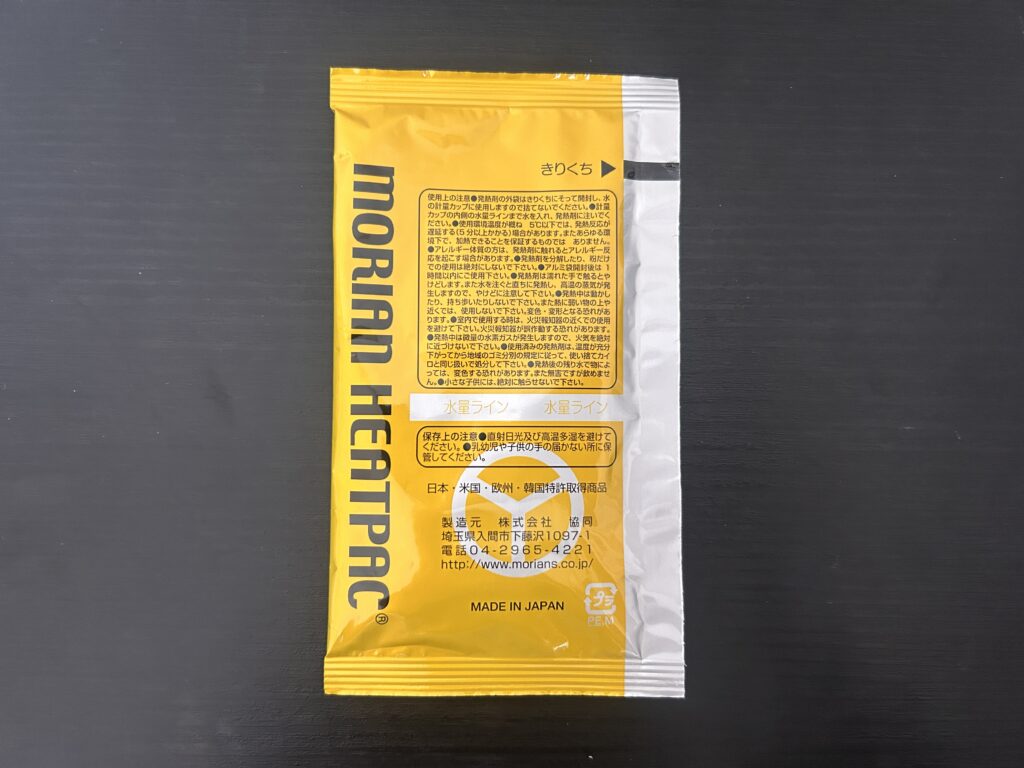 きりくち ▶
MORIAN HEATPAC®
使用上の注意●発熱剤の外袋はきりくちにそって開封し、水
の計量カップに使用しますので捨てないでください。●計量
カップの内側の水量ラインまで水を入れ、発熱剤に注いでく
ださい。●使用環境温度が概ね 5℃以下では、発熱反応が
遅延する(5分以上かかる)場合があります。またあらゆる環
境下で、加熱できることを保証するものでは ありません。
●アレルギー体質の方は、発熱剤に触れるとアレルギー反
応を起こす場合があります。●発熱剤を分解したり、粉だけ
での使用は絶対にしないで下さい。●アルミ袋開封後は 1
時間以内にご使用下さい。●発熱剤は濡れた手で触るとや
けどします。また水を注ぐと直ちに発熱し、高温の蒸気が発
生しますので、やけどに注意して下さい。●発熱中は動かし
たり、持ち歩いたりしないで下さい。また熱に弱い物の上や
近くでは、使用しないで下さい。変色・変形となる恐れがあ
ります。●室内で使用する時は、火災報知器の近くでの使用
を避けて下さい。火災報知器が誤作動する恐れがあります。
●発熱中は微量の水素ガスが発生しますので、火気を絶対
に近づけないで下さい。●使用済みの発熱剤は、温度が充分
下がってから地域のゴミ分別の規定に従って、使い捨てカイ
ロと同じ扱いで処分して下さい。●発熱後の残り水で物によ
っては、変色する恐れがあります。また無害ですが飲めませ
ん。●小さな子供には、絶対に触らせないで下さい。
水量ライン 水量ライン
保存上の注意●直射日光及び高温多湿を避けて
ください。●乳幼児や子供の手の届かない所に保
管してください。
日本・米国・欧州・韓国特許取得商品
製造元 株式会社 協同
埼玉県入間市下藤沢1097-1
電話04-2965-4221
http://www.morians.co.jp/
MADE IN JAPAN
プラ
PE,M